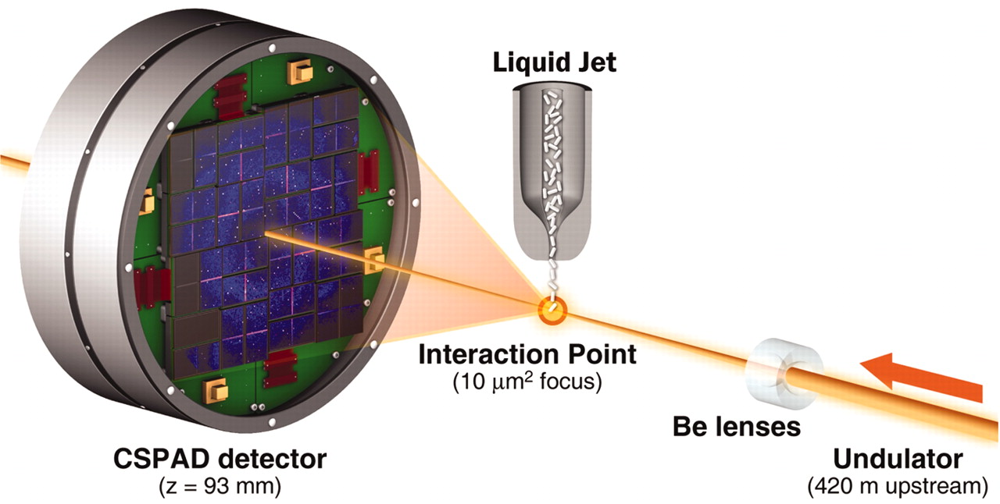 Liquid Jet
Interaction Point
(10 μm² focus)
Be lenses
CSPAD detector
(z = 93 mm)
Undulator
(420 m upstream)